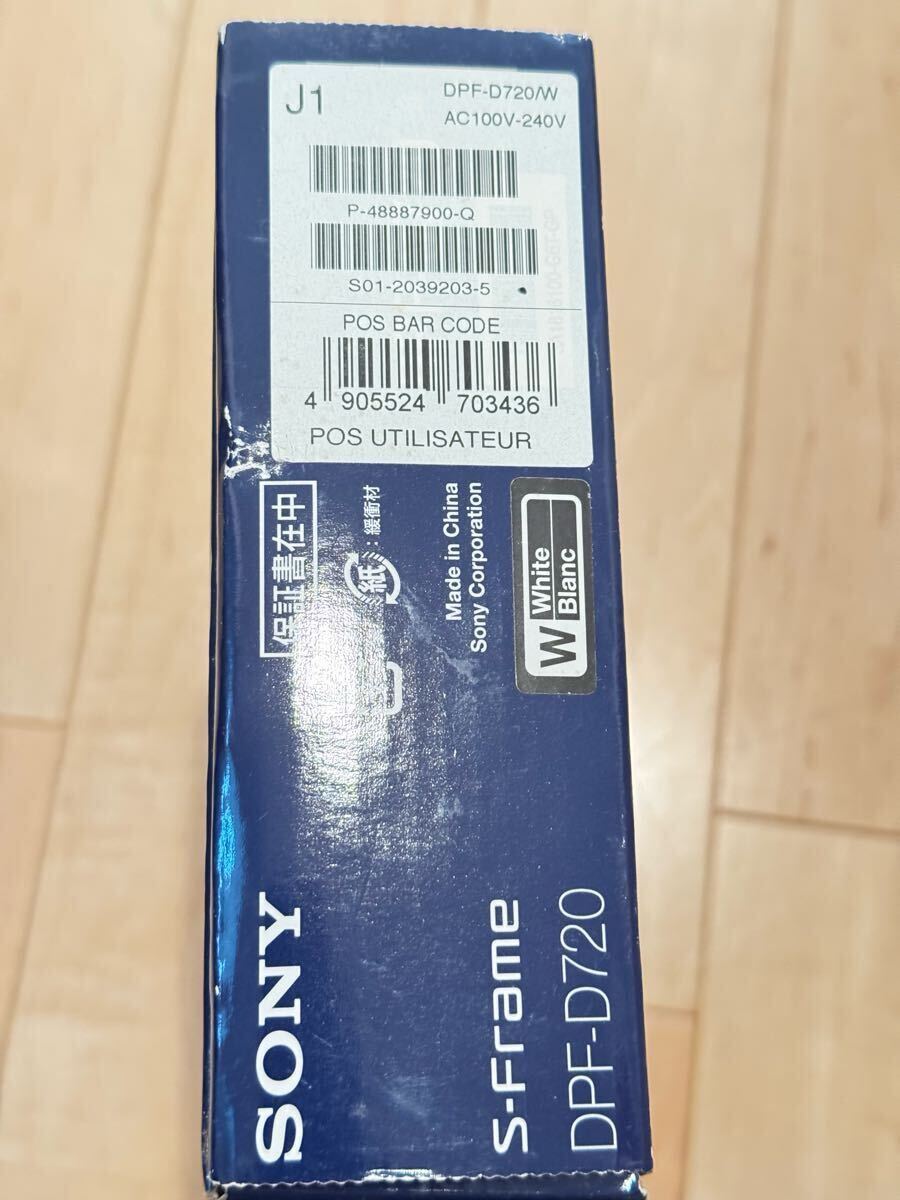 J1
DPF-D720/W
AC100V-240V
P-48887900-Q
S01-2039203-5
POS BAR CODE
4 905524 703436
POS UTILISATEUR
保証書在中
紙 : 緩衝材
Made in China
Sony Corporation
W White
Blanc
SONY
S-Frame
DPF-D720